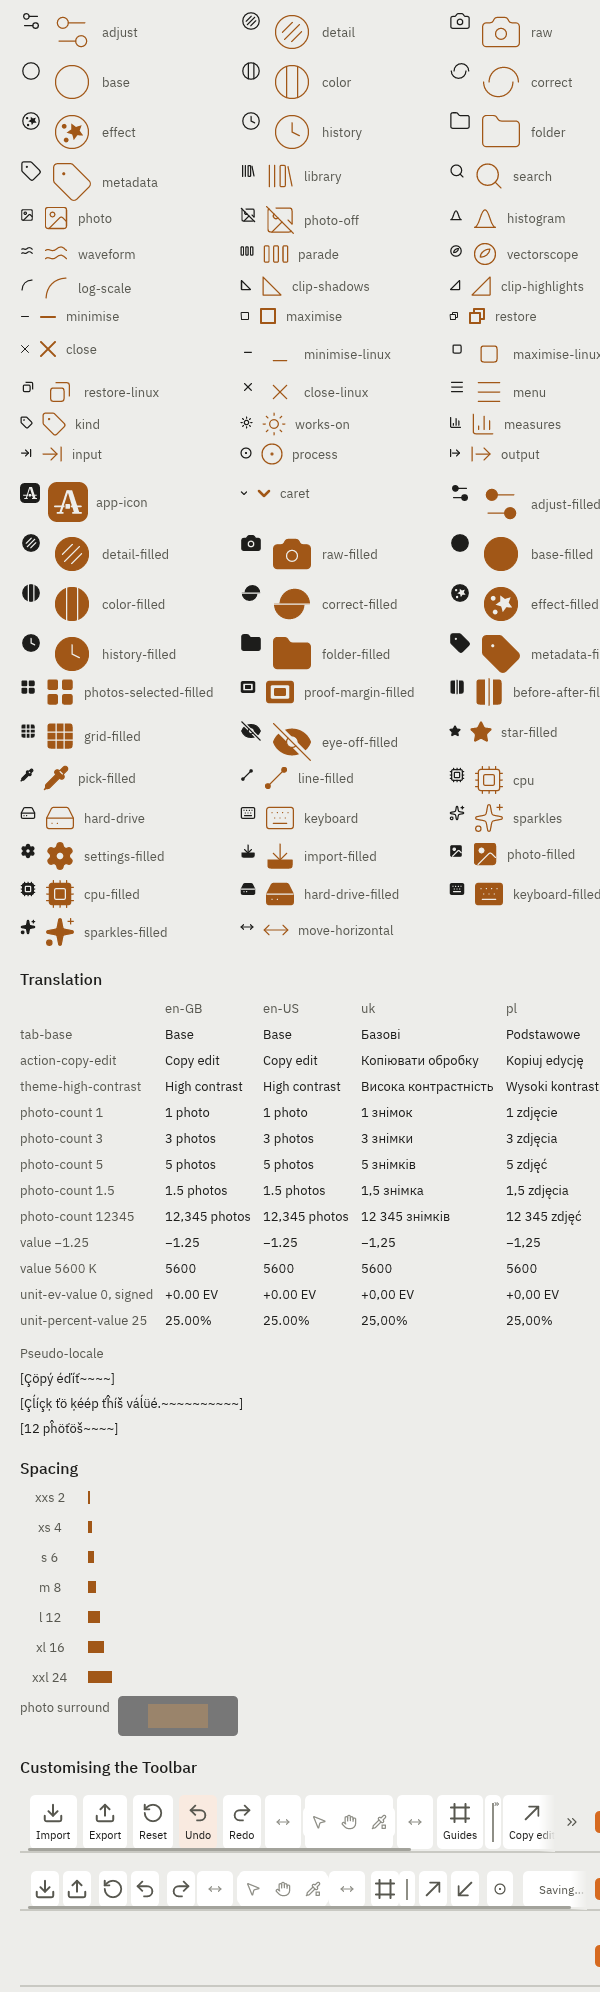 adjust detail raw
base color correct
effect history folder
metadata library search
photo photo-off histogram
waveform parade vectorscope
log-scale clip-shadows clip-highlights
minimise maximise restore
close minimise-linux maximise-linux
restore-linux close-linux menu
kind works-on measures
input process output
app-icon caret adjust-filled
detail-filled raw-filled base-filled
color-filled correct-filled effect-filled
history-filled folder-filled metadata-fi
photos-selected-filled proof-margin-filled before-after-fil
grid-filled eye-off-filled star-filled
pick-filled line-filled cpu
hard-drive keyboard sparkles
settings-filled import-filled photo-filled
cpu-filled hard-drive-filled keyboard-filled
sparkles-filled move-horizontal
Translation
en-GB en-US uk pl
tab-base Base Base Базові Podstawowe
action-copy-edit Copy edit Copy edit Копіювати обробку Kopiuj edycję
theme-high-contrast High contrast High contrast Висока контрастність Wysoki kontrast
photo-count 1 1 photo 1 photo 1 знімок 1 zdjęcie
photo-count 3 3 photos 3 photos 3 знімки 3 zdjęcia
photo-count 5 5 photos 5 photos 5 знімків 5 zdjęć
photo-count 1.5 1.5 photos 1.5 photos 1,5 знімка 1,5 zdjęcia
photo-count 12345 12,345 photos 12,345 photos 12 345 знімків 12 345 zdjęć
value −1.25 −1.25 −1.25 −1,25 −1,25
value 5600 K 5600 5600 5600 5600
unit-ev-value 0, signed +0.00 EV +0.00 EV +0,00 EV +0,00 EV
unit-percent-value 25 25.00% 25.00% 25,00% 25,00%
Pseudo-locale
[Çöpý éďíť~~~~]
[Çĺíçķ ťö ķéép ťĥíš váĺüé.~~~~~~~~~~]
[12 pĥöťöš~~~~]
Spacing
xxs 2
xs 4
s 6
m 8
l 12
xl 16
xxl 24
photo surround
Customising the Toolbar
Import Export Reset Undo Redo Guides Copy edi
Saving...